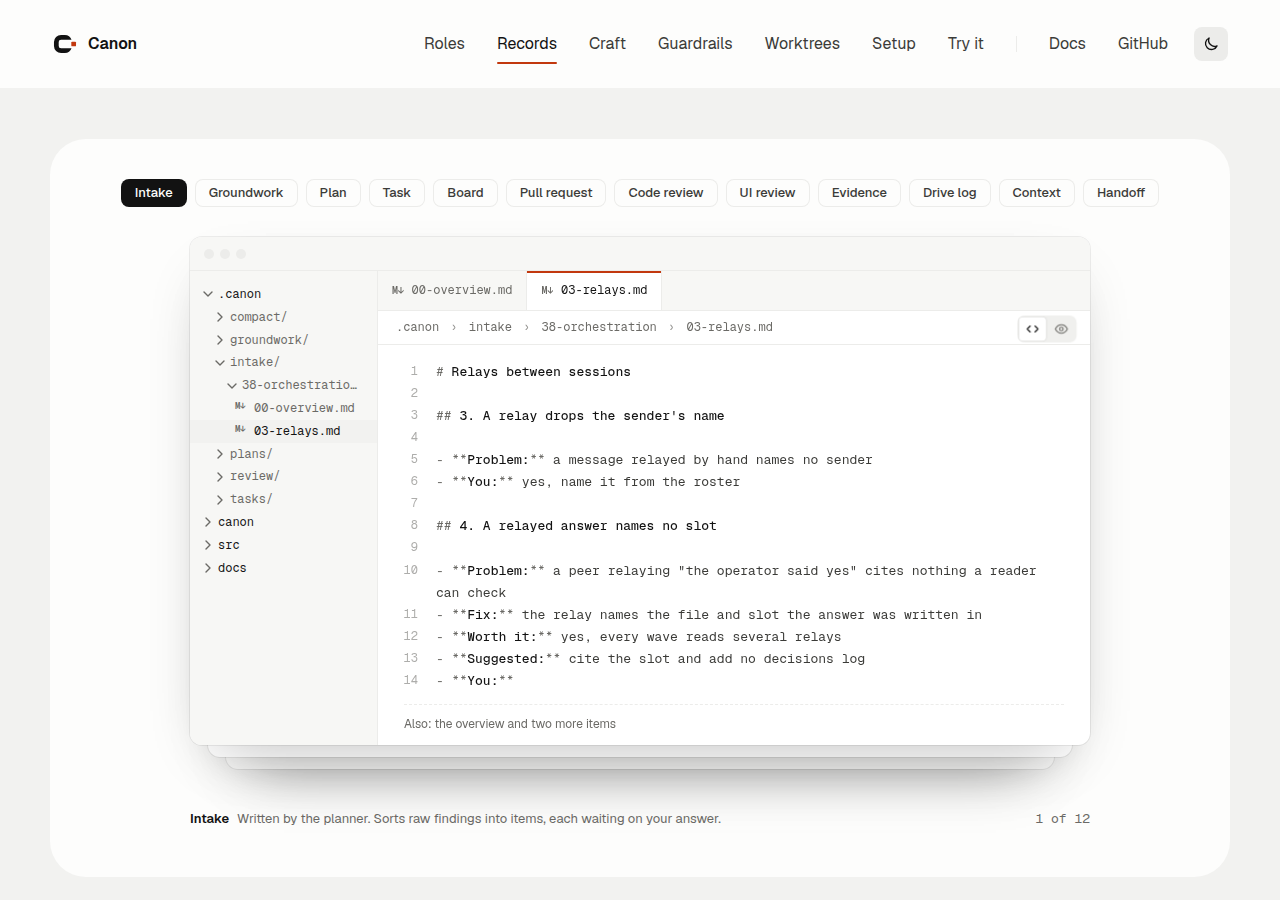 Canon
Roles
Records
Craft
Guardrails
Worktrees
Setup
Try it
Docs
GitHub
Intake
Groundwork
Plan
Task
Board
Pull request
Code review
UI review
Evidence
Drive log
Context
Handoff
.canon
compact/
groundwork/
intake/
38-orchestratio…
00-overview.md
03-relays.md
plans/
review/
tasks/
canon
src
docs
M↓ 00-overview.md
M↓ 03-relays.md
.canon › intake › 38-orchestration › 03-relays.md
1 # Relays between sessions
2
3 ## 3. A relay drops the sender's name
4
5 - **Problem:** a message relayed by hand names no sender
6 - **You:** yes, name it from the roster
7
8 ## 4. A relayed answer names no slot
9
10 - **Problem:** a peer relaying "the operator said yes" cites nothing a reader
can check
11 - **Fix:** the relay names the file and slot the answer was written in
12 - **Worth it:** yes, every wave reads several relays
13 - **Suggested:** cite the slot and add no decisions log
14 - **You:**
Also: the overview and two more items
Intake Written by the planner. Sorts raw findings into items, each waiting on your answer.
1 of 12